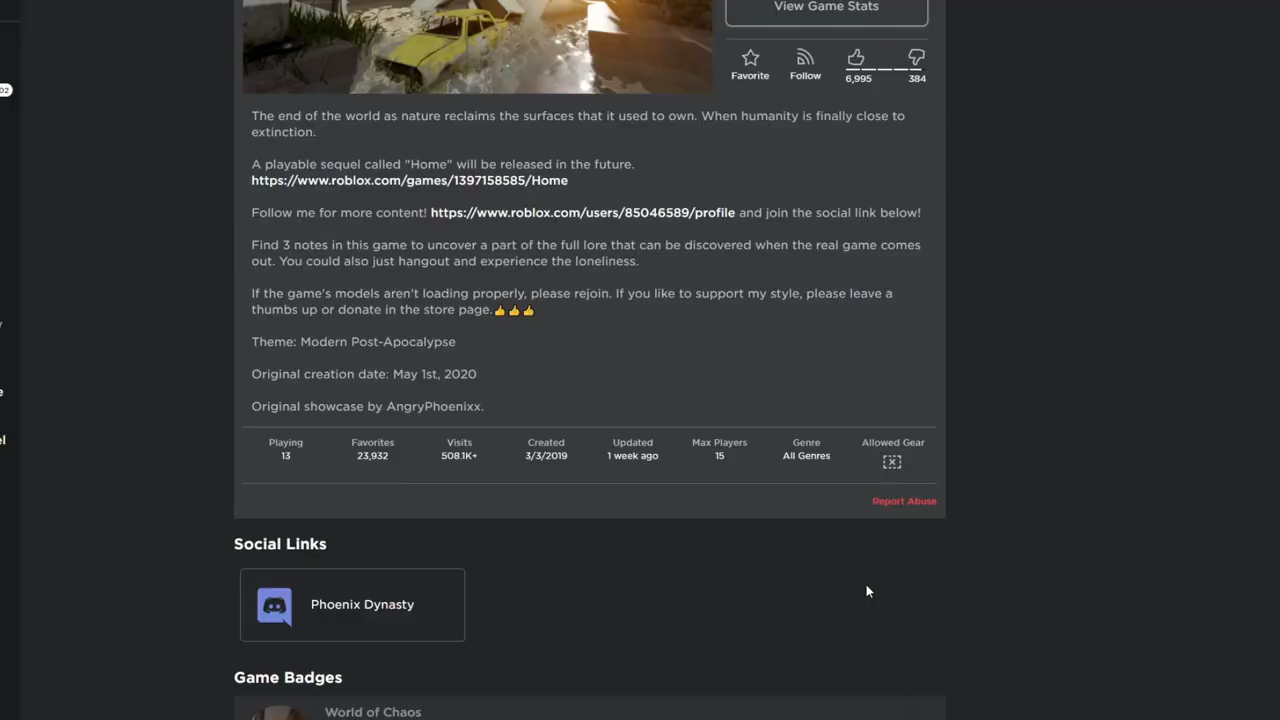 View Game Stats
Favorite
Follow
6,995
384
02
The end of the world as nature reclaims the surfaces that it used to own. When humanity is finally close to
extinction.
A playable sequel called "Home" will be released in the future.
https://www.roblox.com/games/1397158585/Home
Follow me for more content! https://www.roblox.com/users/85046589/profile and join the social link below!
Find 3 notes in this game to uncover a part of the full lore that can be discovered when the real game comes
out. You could also just hangout and experience the loneliness.
If the game's models aren't loading properly, please rejoin. If you like to support my style, please leave a
thumbs up or donate in the store page.👍👍👍
Theme: Modern Post-Apocalypse
Original creation date: May 1st, 2020
Original showcase by AngryPhoenixx.
Playing Favorites Visits Created Updated Max Players Genre Allowed Gear
13 23,932 508.1K+ 3/3/2019 1 week ago 15 All Genres
Report Abuse
Social Links
Phoenix Dynasty
Game Badges
World of Chaos